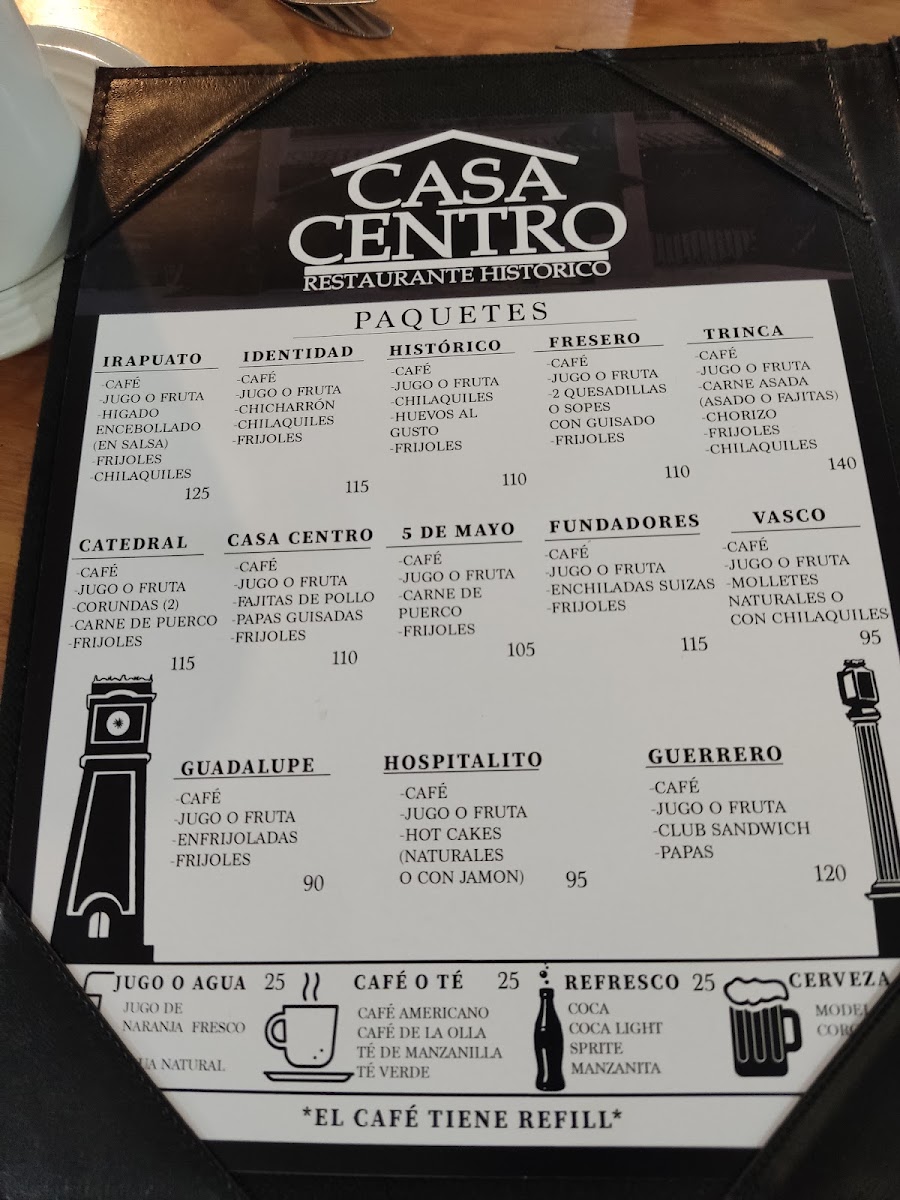 CASA
CENTRO
RESTAURANTE HISTÓRICO
PAQUETES
IRAPUATO
-CAFÉ
-JUGO O FRUTA
-HIGADO
ENCEBOLLADO
(EN SALSA)
-FRIJOLES
-CHILAQUILES
125
IDENTIDAD
-CAFÉ
-JUGO O FRUTA
-CHICHARRÓN
-CHILAQUILES
-FRIJOLES
115
HISTÓRICO
-CAFÉ
-JUGO O FRUTA
-CHILAQUILES
-HUEVOS AL
GUSTO
-FRIJOLES
110
FRESERO
-CAFÉ
-JUGO O FRUTA
-2 QUESADILLAS
O SOPES
CON GUISADO
-FRIJOLES
110
TRINCA
-CAFÉ
-JUGO O FRUTA
-CARNE ASADA
(ASADO O FAJITAS)
-CHORIZO
-FRIJOLES
-CHILAQUILES
140
CATEDRAL
-CAFÉ
-JUGO O FRUTA
-CORUNDAS (2)
-CARNE DE PUERCO
-FRIJOLES
115
CASA CENTRO
-CAFÉ
-JUGO O FRUTA
-FAJITAS DE POLLO
-PAPAS GUISADAS
-FRIJOLES
110
5 DE MAYO
-CAFÉ
-JUGO O FRUTA
-CARNE DE
PUERCO
-FRIJOLES
105
FUNDADORES
-CAFÉ
-JUGO O FRUTA
-ENCHILADAS SUIZAS
-FRIJOLES
115
VASCO
-CAFÉ
-JUGO O FRUTA
-MOLLETES
NATURALES O
CON CHILAQUILES
95
GUADALUPE
-CAFÉ
-JUGO O FRUTA
-ENFRIJOLADAS
-FRIJOLES
90
HOSPITALITO
-CAFÉ
-JUGO O FRUTA
-HOT CAKES
(NATURALES
O CON JAMON)
95
GUERRERO
-CAFÉ
-JUGO O FRUTA
-CLUB SANDWICH
-PAPAS
120
JUGO O AGUA 25
JUGO DE
NARANJA FRESCO
NATURAL
CAFÉ O TÉ 25
CAFÉ AMERICANO
CAFÉ DE LA OLLA
TÉ DE MANZANILLA
TÉ VERDE
REFRESCO 25
COCA
COCA LIGHT
SPRITE
MANZANITA
CERVEZA
*EL CAFÉ TIENE REFILL*